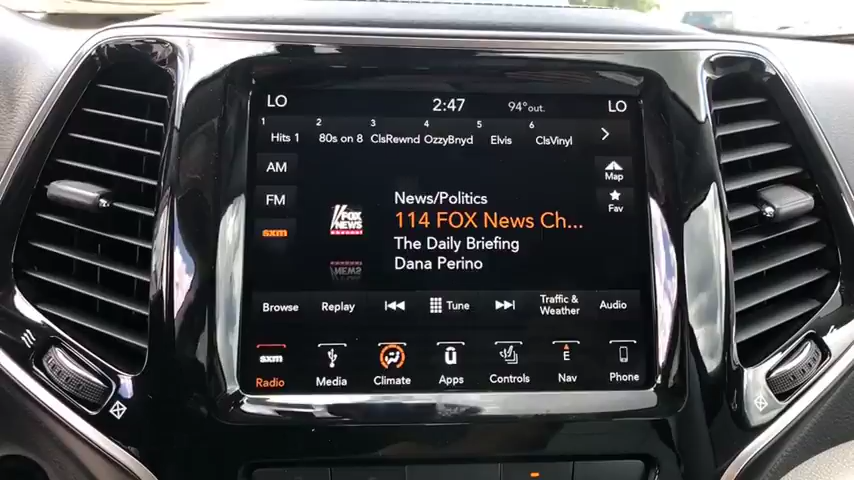 LO 2:47 94°out. LO
1 2 3 4 5 6
Hits 1 80s on 8 ClsRewnd OzzyBnyd Elvis ClsVinyl
AM
Map
FM
Fav
sxm
FOX
NEWS
channel
News/Politics
114 FOX News Ch...
The Daily Briefing
Dana Perino
Browse Replay Tune Traffic & Weather Audio
sxm ū E
Radio Media Climate Apps Controls Nav Phone